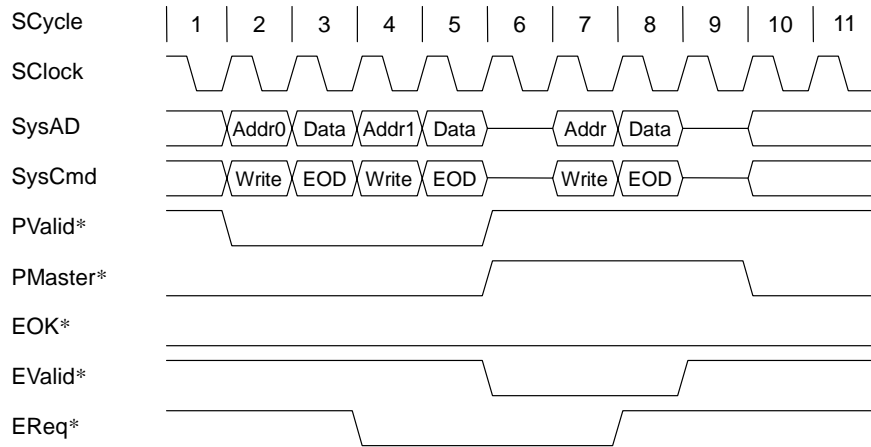 SCycle 1 2 3 4 5 6 7 8 9 10 11
SClock
SysAD Addr0 Data Addr1 Data Addr Data
SysCmd Write EOD Write EOD Write EOD
PValid*
PMaster*
EOK*
EValid*
EReq*